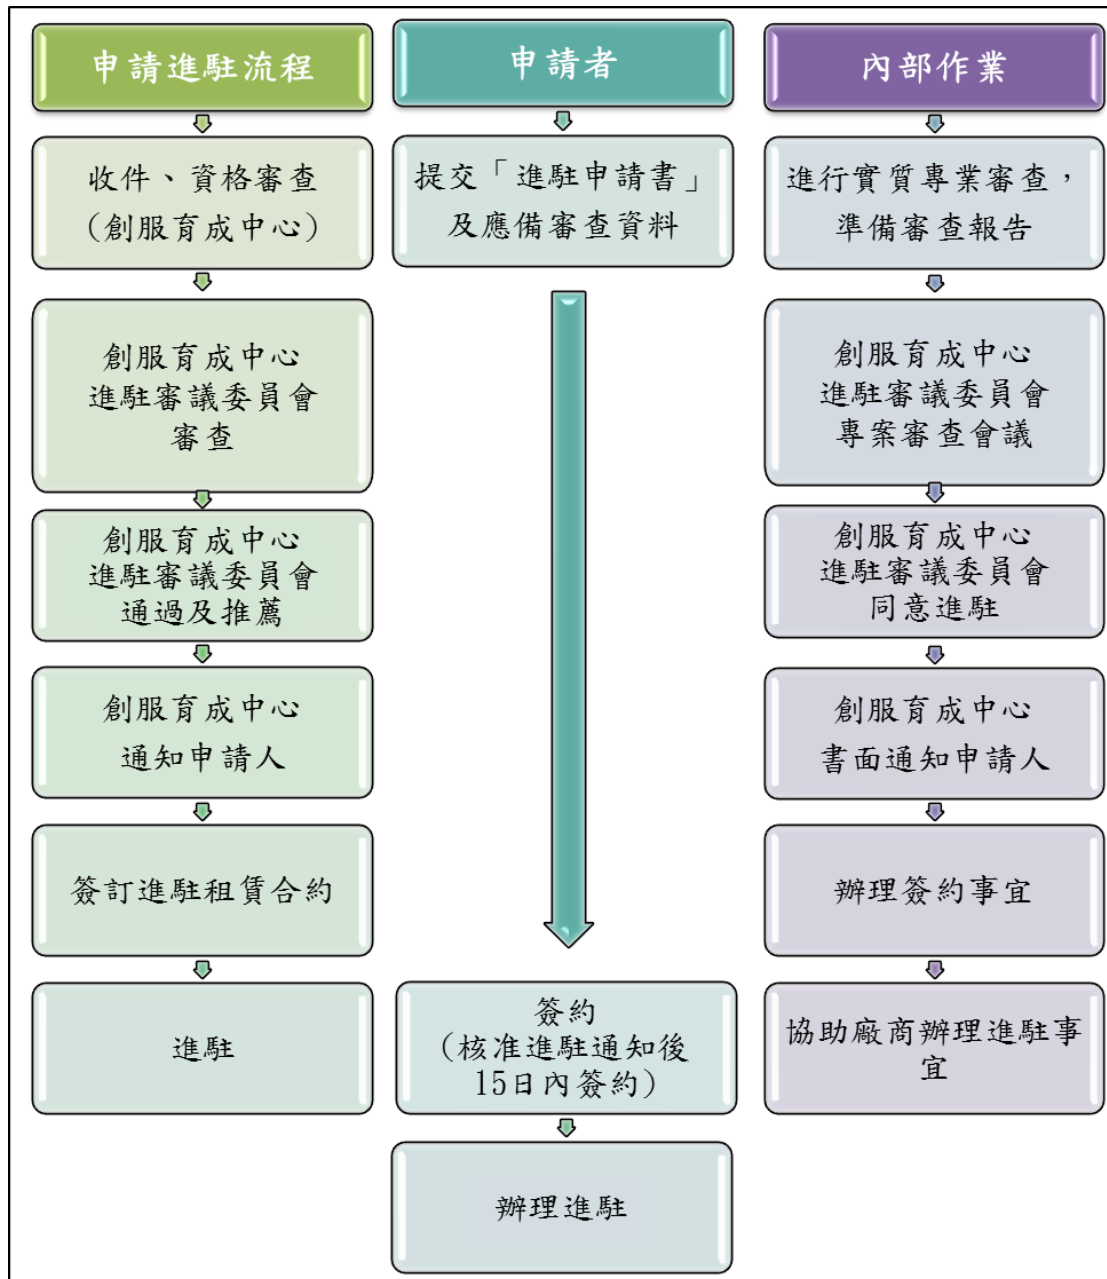 申請進駐流程
收件、資格審查
(創服育成中心)
創服育成中心
進駐審議委員會
審查
創服育成中心
進駐審議委員會
通過及推薦
創服育成中心
通知申請人
簽訂進駐租賃合約
進駐
申請者
提交「進駐申請書」
及應備審查資料
簽約
(核准進駐通知後
15日內簽約)
辦理進駐
內部作業
進行實質專業審查，
準備審查報告
創服育成中心
進駐審議委員會
專案審查會議
創服育成中心
進駐審議委員會
同意進駐
創服育成中心
書面通知申請人
辦理簽約事宜
協助廠商辦理進駐事
宜